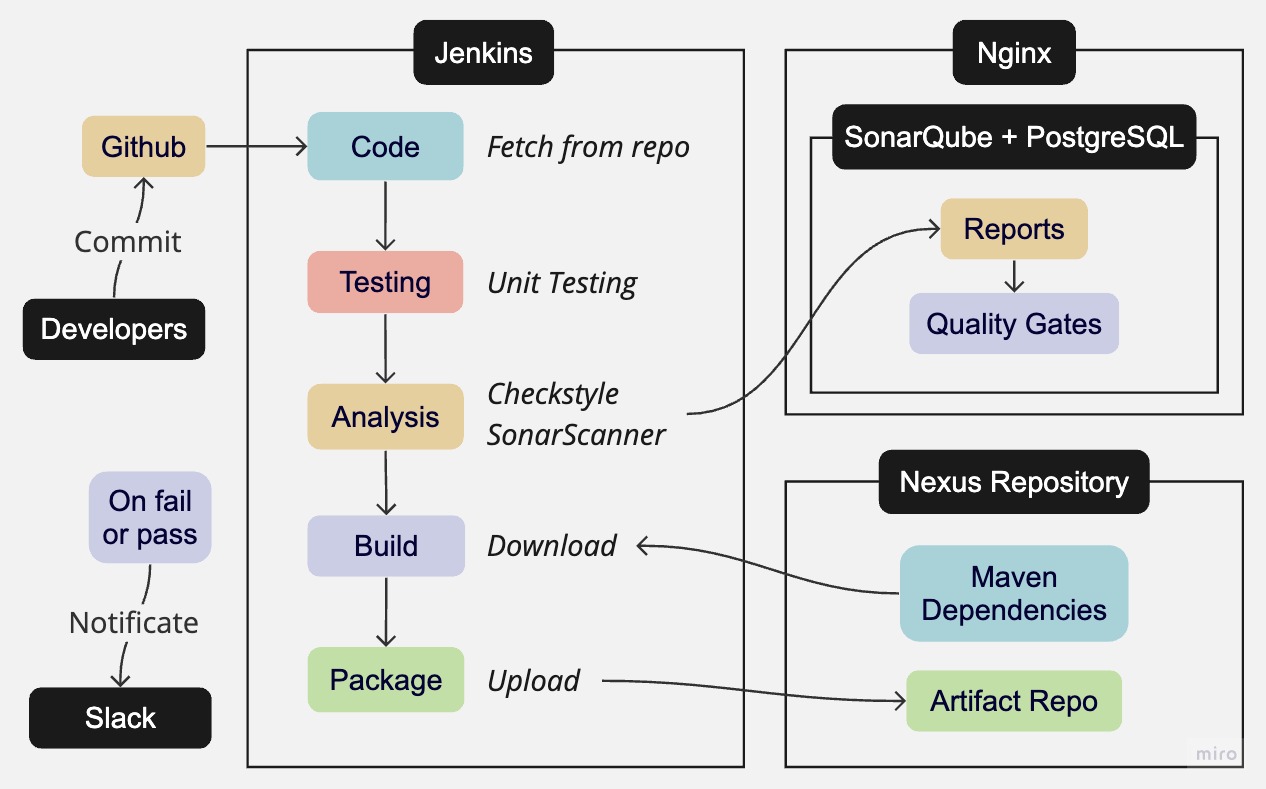 Jenkins
Nginx
Github
Code
Fetch from repo
SonarQube + PostgreSQL
Commit
Reports
Testing
Unit Testing
Developers
Quality Gates
Analysis
Checkstyle
SonarScanner
On fail
or pass
Nexus Repository
Build
Download
Maven
Dependencies
Notificate
Package
Upload
Artifact Repo
Slack
miro